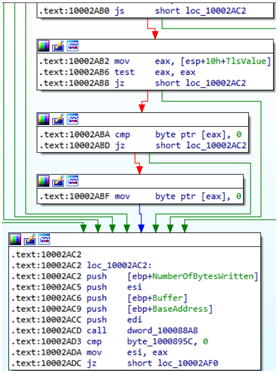 .text:10002AB0 js short loc_10002AC2
.text:10002AB2 mov eax, [esp+10h+TlsValue]
.text:10002AB6 test eax, eax
.text:10002AB8 jz short loc_10002AC2
.text:10002ABA cmp byte ptr [eax], 0
.text:10002ABD jz short loc_10002AC2
.text:10002ABF mov byte ptr [eax], 0
.text:10002AC2
.text:10002AC2 loc_10002AC2:
.text:10002AC2 push [ebp+NumberOfBytesWritten]
.text:10002AC5 push esi
.text:10002AC6 push [ebp+Buffer]
.text:10002AC9 push [ebp+BaseAddress]
.text:10002ACC push edi
.text:10002ACD call dword_100088A8
.text:10002AD3 cmp byte_1000895C, 0
.text:10002ADA mov esi, eax
.text:10002ADC jz short loc_10002AF0